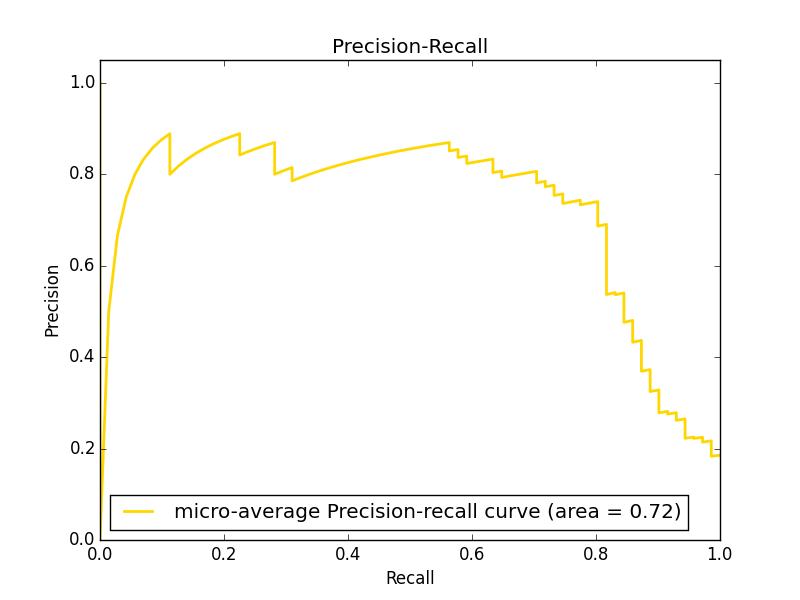 Precision-Recall
1.0
0.8
0.6
0.4
0.2
0.0
Precision
micro-average Precision-recall curve (area = 0.72)
0.0 0.2 0.4 0.6 0.8 1.0
Recall